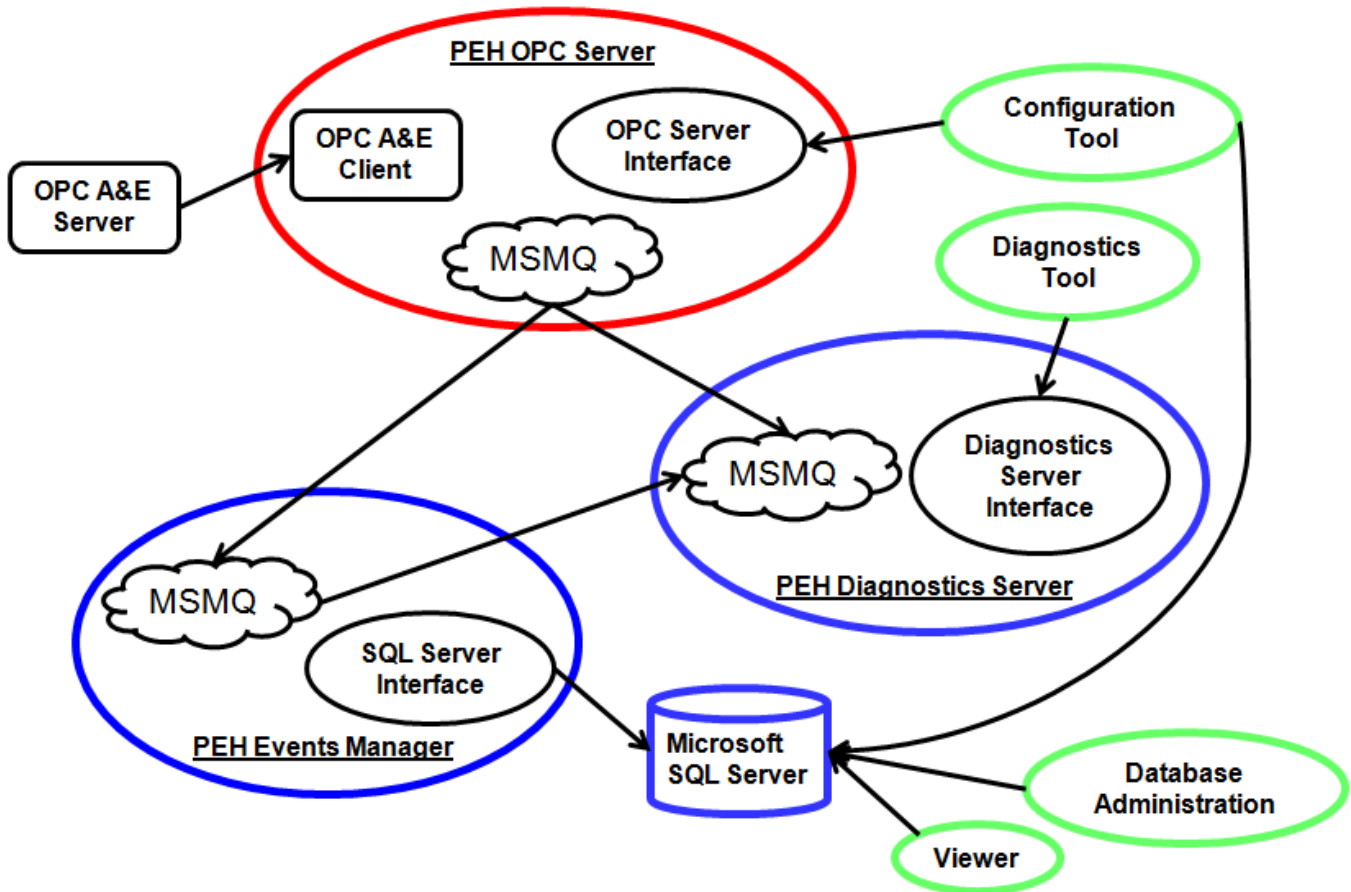 PEH OPC Server
OPC A&E
Client
OPC Server
Interface
Configuration
Tool
OPC A&E
Server
MSMQ
Diagnostics
Tool
MSMQ
Diagnostics
Server
Interface
PEH Diagnostics Server
MSMQ
SQL Server
Interface
PEH Events Manager
Microsoft
SQL Server
Database
Administration
Viewer